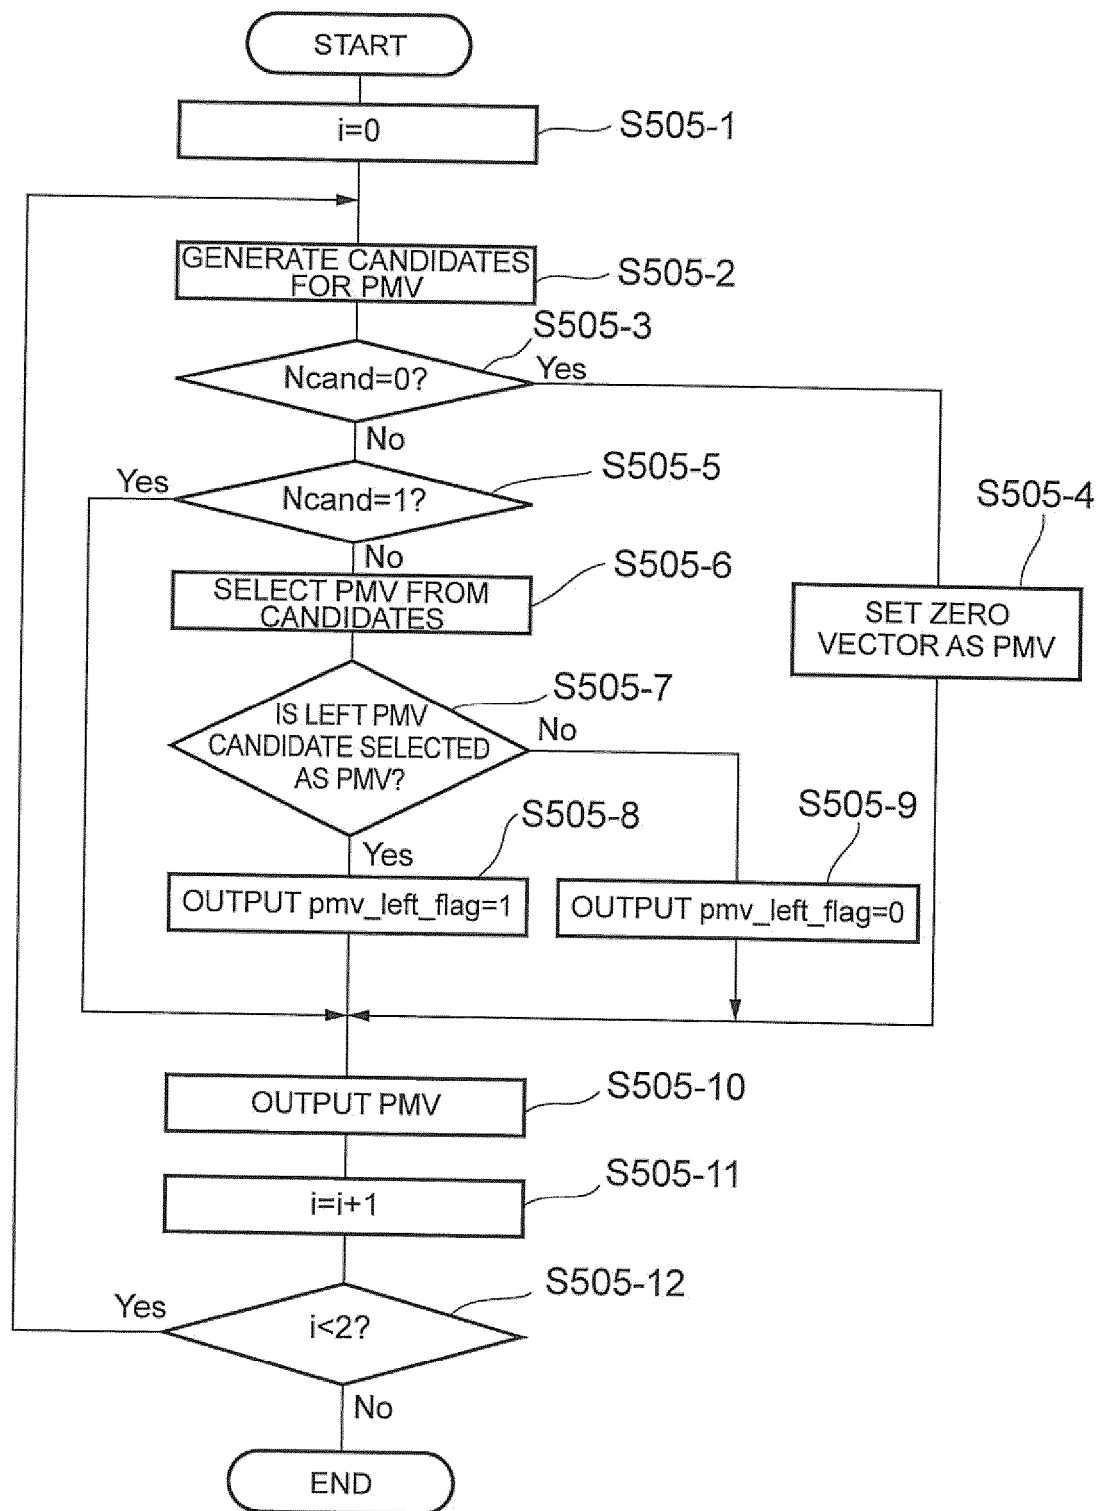 START
i=0
S505-1
GENERATE CANDIDATES
FOR PMV
S505-2
S505-3
Ncand=0?
Yes
No
S505-5
Yes
Ncand=1?
S505-4
No
S505-6
SELECT PMV FROM
CANDIDATES
SET ZERO
VECTOR AS PMV
S505-7
IS LEFT PMV
CANDIDATE SELECTED
AS PMV?
No
S505-8
S505-9
Yes
OUTPUT pmv_left_flag=1
OUTPUT pmv_left_flag=0
OUTPUT PMV
S505-10
i=i+1
S505-11
S505-12
Yes
i<2?
No
END